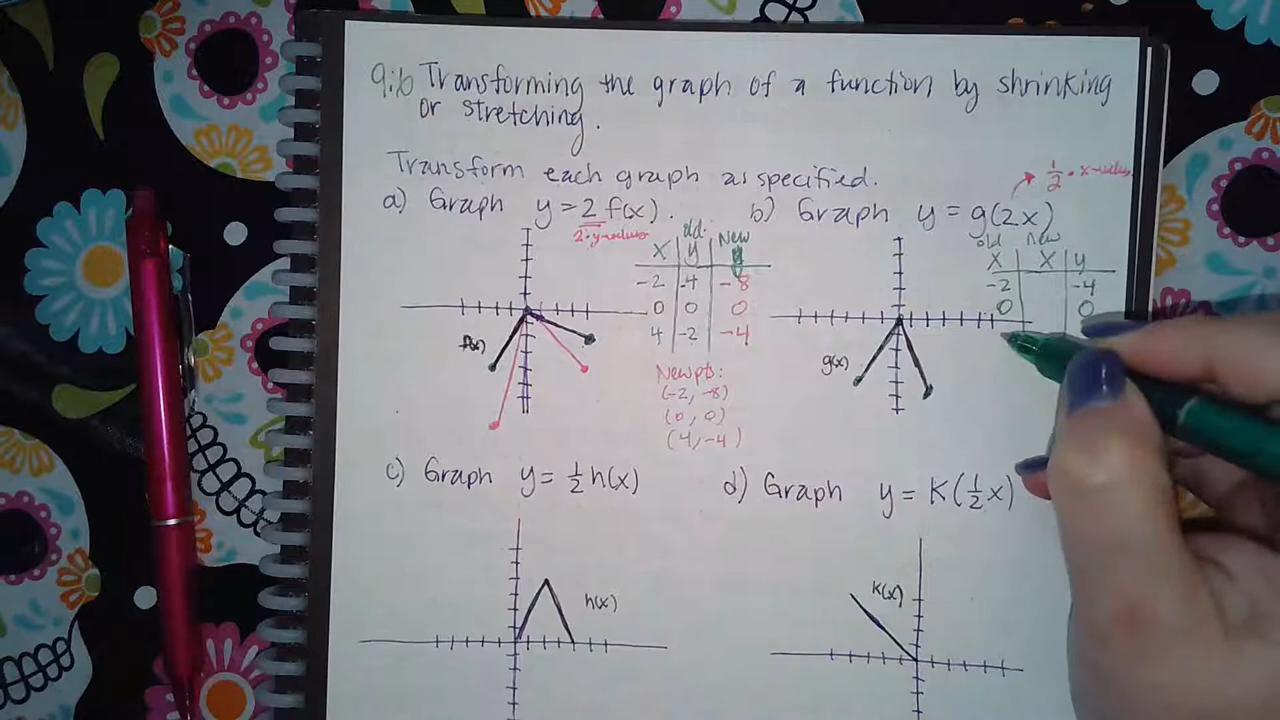 9.6 Transforming the graph of a function by shrinking
or stretching.
Transform each graph as specified.
a) Graph y = 2 f(x).
2 · y-values
x | old y | New y
-2 | -4 | -8
0 | 0 | 0
4 | -2 | -4
f(x)
New pts:
(-2, -8)
(0, 0)
(4, -4)
b) Graph y = g(2x)
1/2 · x-values
old x | new x | y
-2 | | -4
0 | | 0
g(x)
c) Graph y = 1/2 h(x)
h(x)
d) Graph y = K(1/2 x)
K(x)